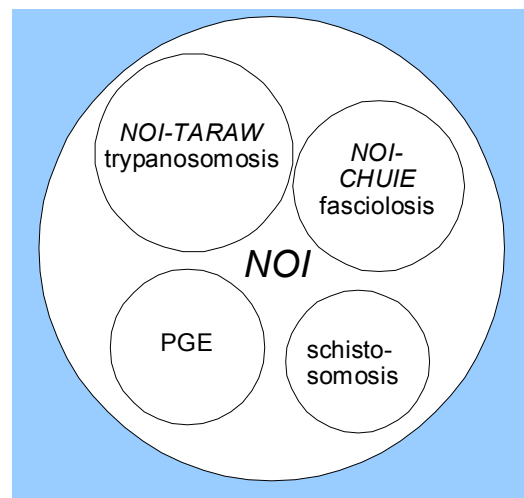 NOI-TARAW
trypanosomosis
NOI-
CHUIE
fasciolosis
NOI
PGE
schisto-
somosis